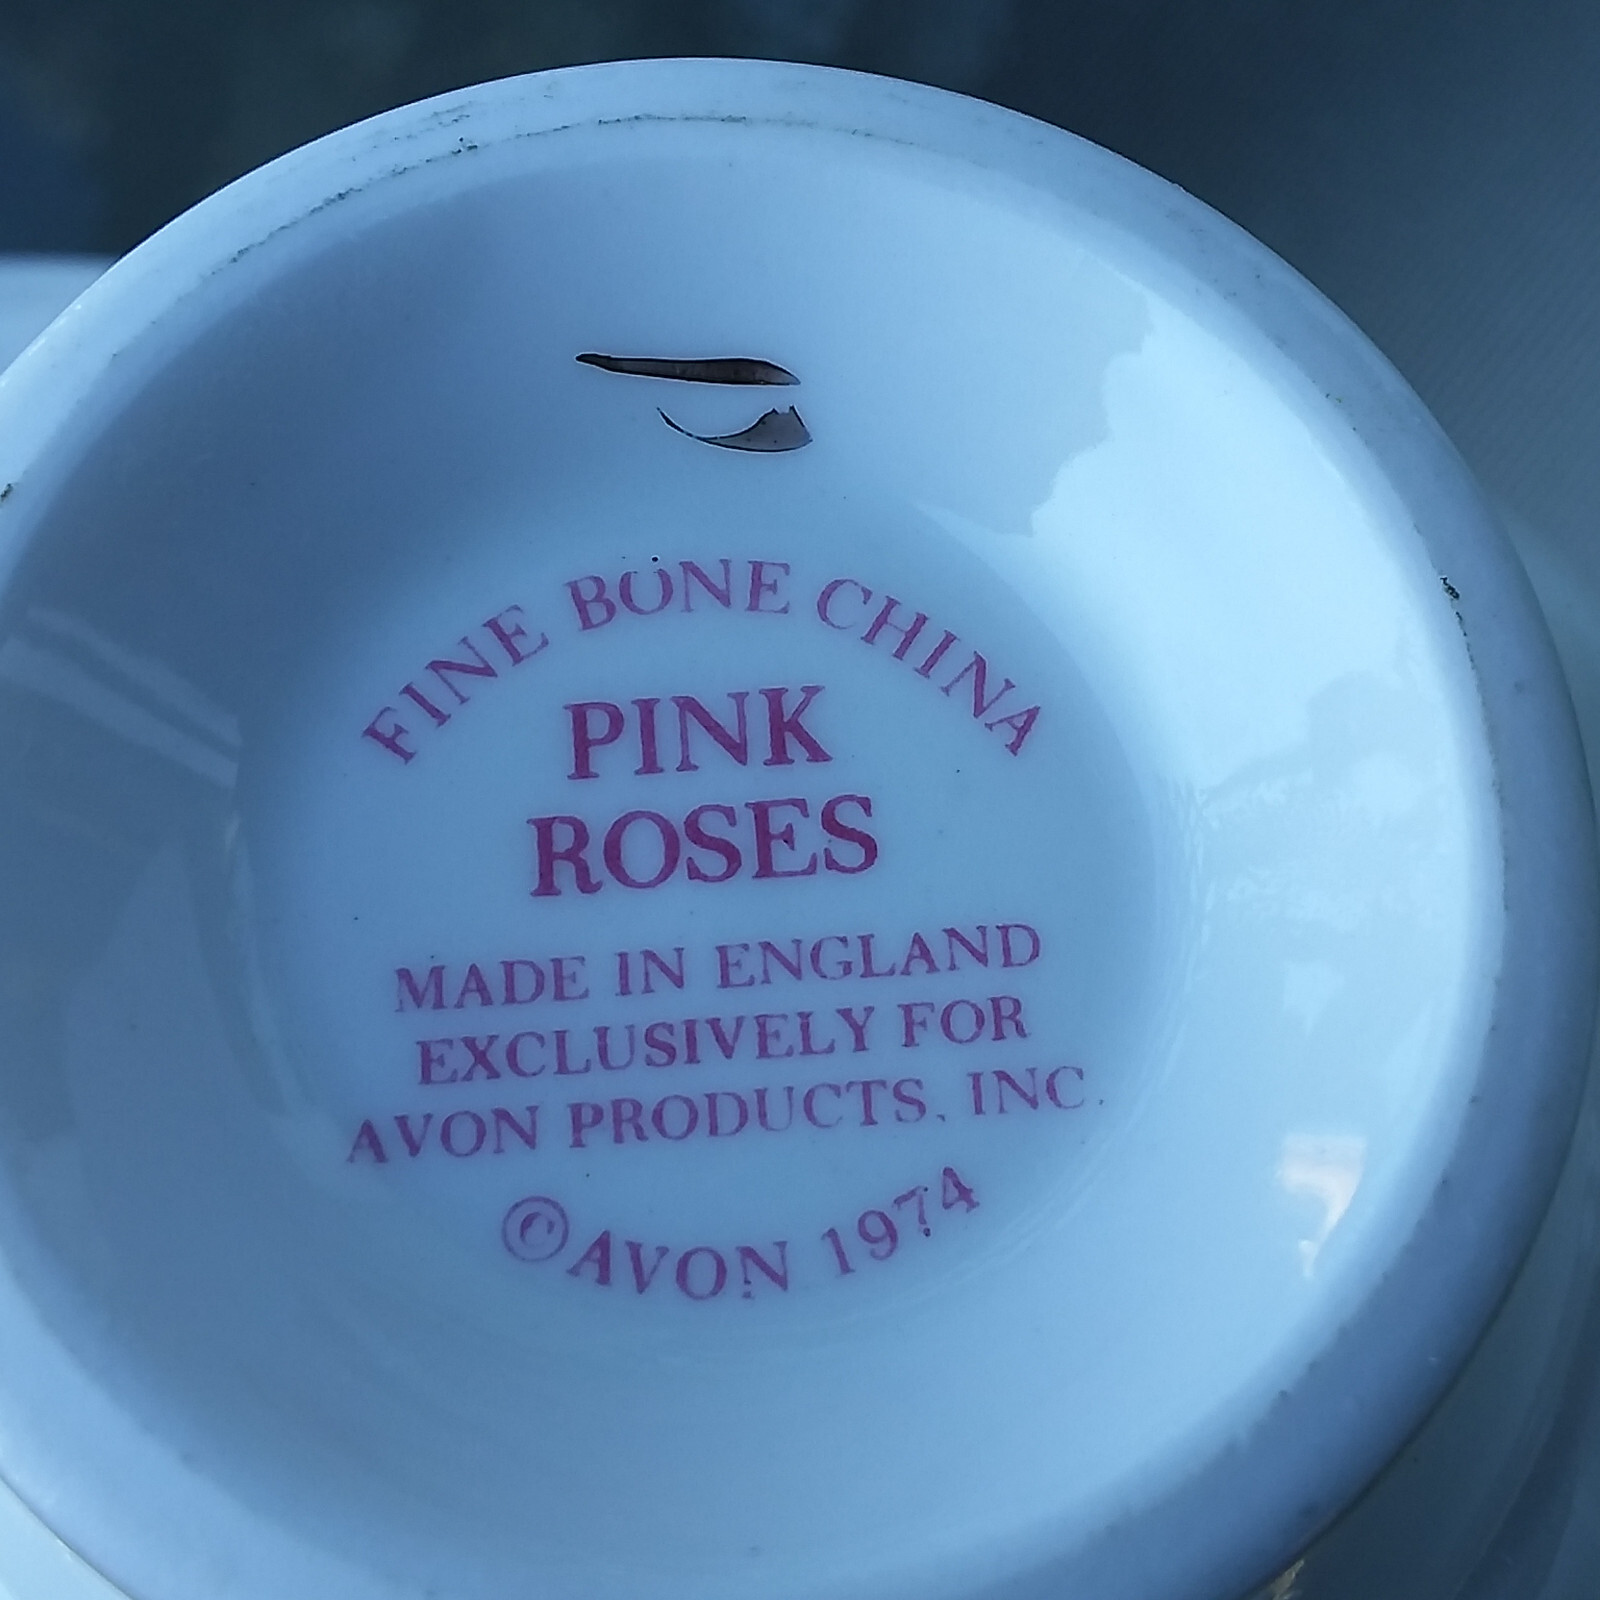 FINE BONE CHINA
PINK
ROSES
MADE IN ENGLAND
EXCLUSIVELY FOR
AVON PRODUCTS, INC.
©AVON 1974